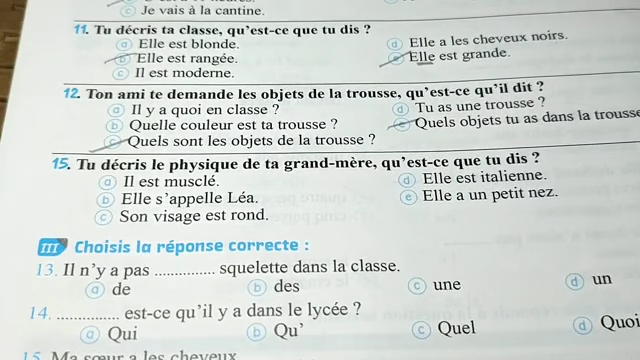 ⓒ Je vais à la cantine.
11. Tu décris ta classe, qu'est-ce que tu dis ?
ⓐ Elle est blonde.
ⓓ Elle a les cheveux noirs.
ⓑ Elle est rangée.
ⓔ Elle est grande.
ⓒ Il est moderne.
12. Ton ami te demande les objets de la trousse, qu'est-ce qu'il dit ?
ⓐ Il y a quoi en classe ?
ⓓ Tu as une trousse ?
ⓑ Quelle couleur est ta trousse ?
ⓔ Quels objets tu as dans la trousse
ⓒ Quels sont les objets de la trousse ?
15. Tu décris le physique de ta grand-mère, qu'est-ce que tu dis ?
ⓐ Il est musclé.
ⓓ Elle est italienne.
ⓑ Elle s'appelle Léa.
ⓔ Elle a un petit nez.
ⓒ Son visage est rond.
III Choisis la réponse correcte :
13. Il n'y a pas .............. squelette dans la classe.
ⓐ de ⓑ des ⓒ une ⓓ un
14. .............. est-ce qu'il y a dans le lycée ?
ⓐ Qui ⓑ Qu' ⓒ Quel ⓓ Quoi
15 Ma sœur a les cheveux